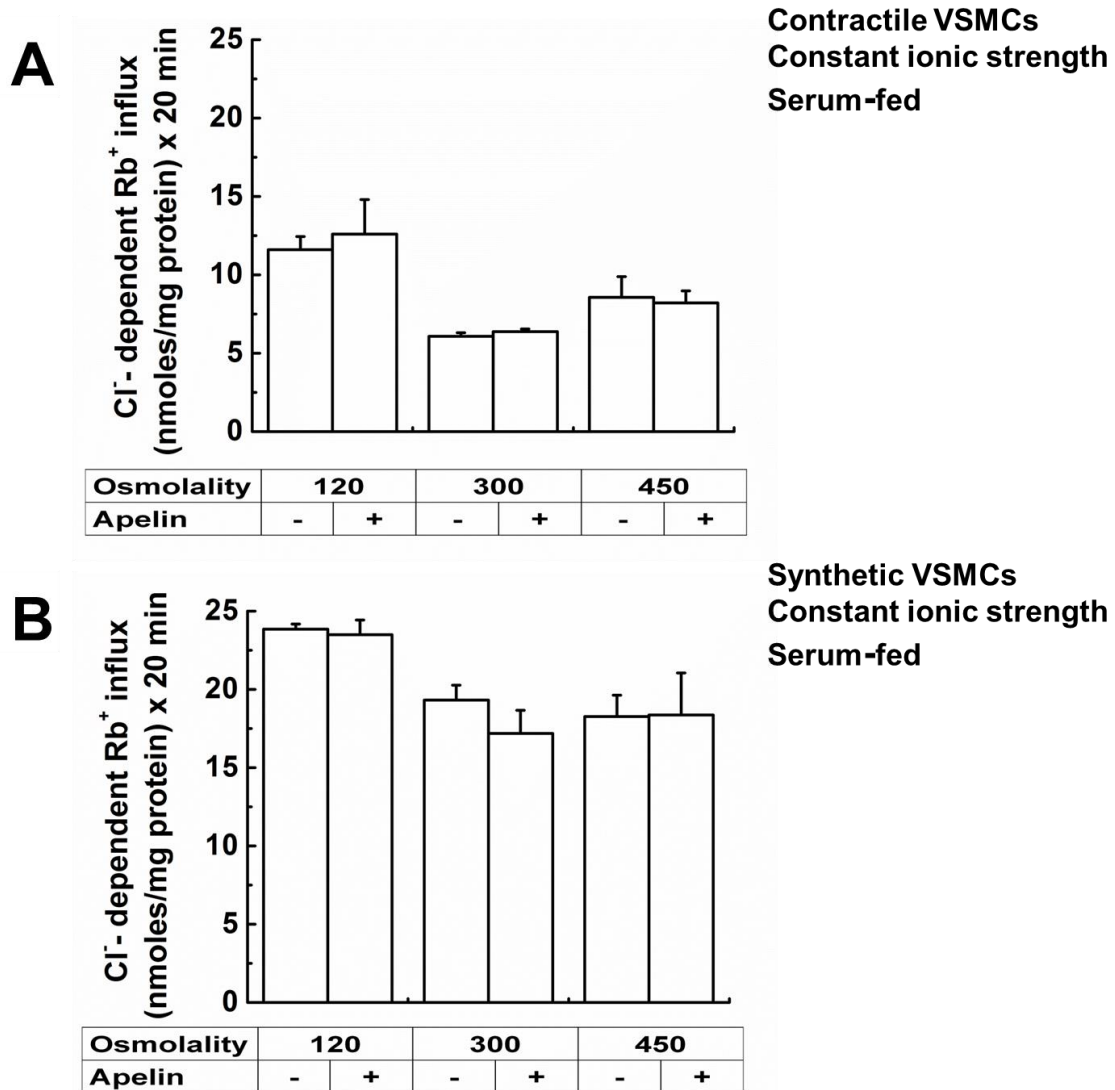 A
Contractile VSMCs
Constant ionic strength
Serum-fed
Cl⁻- dependent Rb⁺ influx
(nmoles/mg protein) x 20 min
25
20
15
10
5
0
Osmolality 120 300 450
Apelin - + - + - +
B
Synthetic VSMCs
Constant ionic strength
Serum-fed
Cl⁻- dependent Rb⁺ influx
(nmoles/mg protein) x 20 min
25
20
15
10
5
0
Osmolality 120 300 450
Apelin - + - + - +